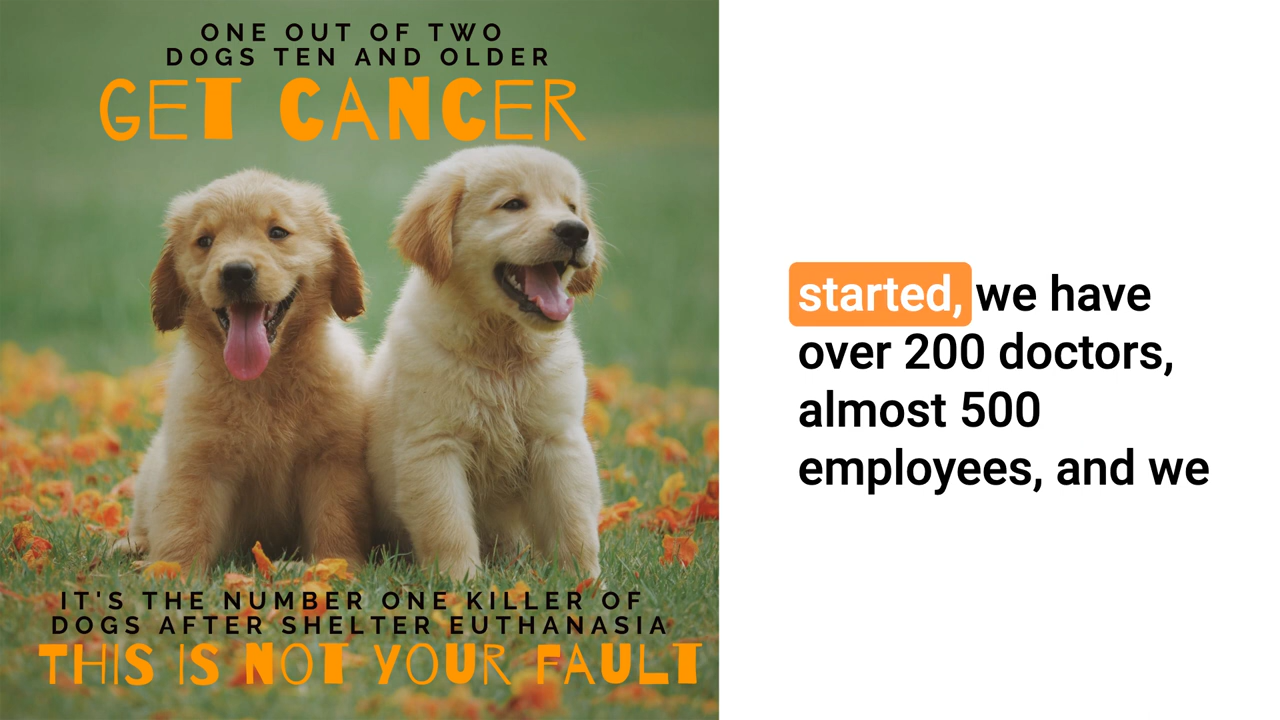 ONE OUT OF TWO
DOGS TEN AND OLDER
GET CANCER
IT'S THE NUMBER ONE KILLER OF
DOGS AFTER SHELTER EUTHANASIA
THIS IS NOT YOUR FAULT
started, we have
over 200 doctors,
almost 500
employees, and we